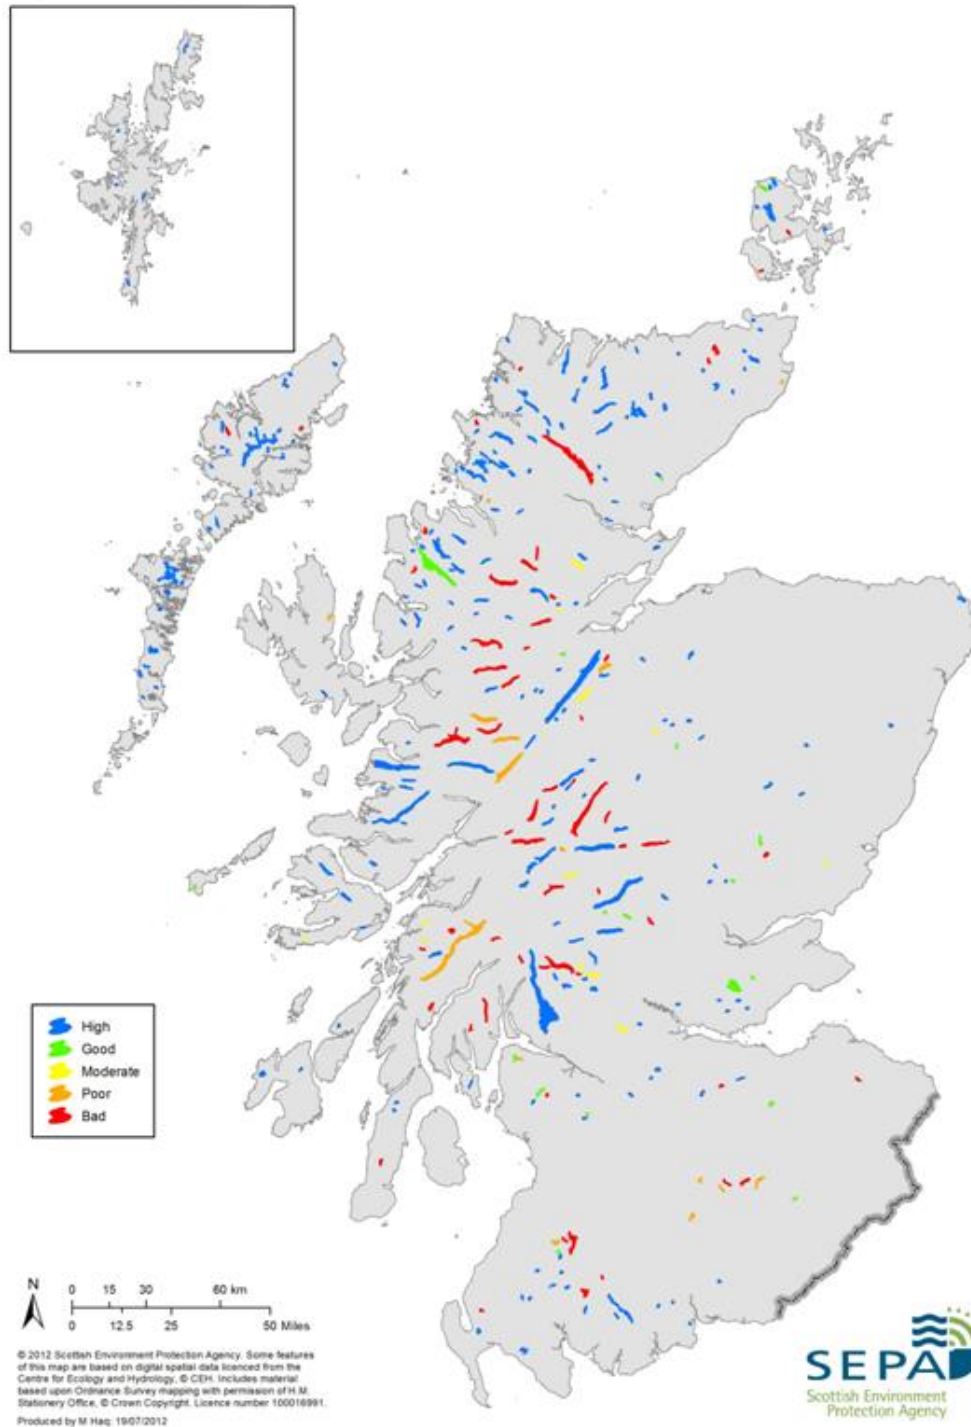 High
Good
Moderate
Poor
Bad
N
0 15 30 60 km
0 12.5 25 50 Miles
© 2012 Scottish Environment Protection Agency. Some features
of this map are based on digital spatial data licenced from the
Centre for Ecology and Hydrology, © CEH. Includes material
based upon Ordnance Survey mapping with permission of H.M.
Stationery Office, © Crown Copyright. Licence number 100016991.
Produced by M Haq: 19/07/2012
SEPA
Scottish Environment
Protection Agency